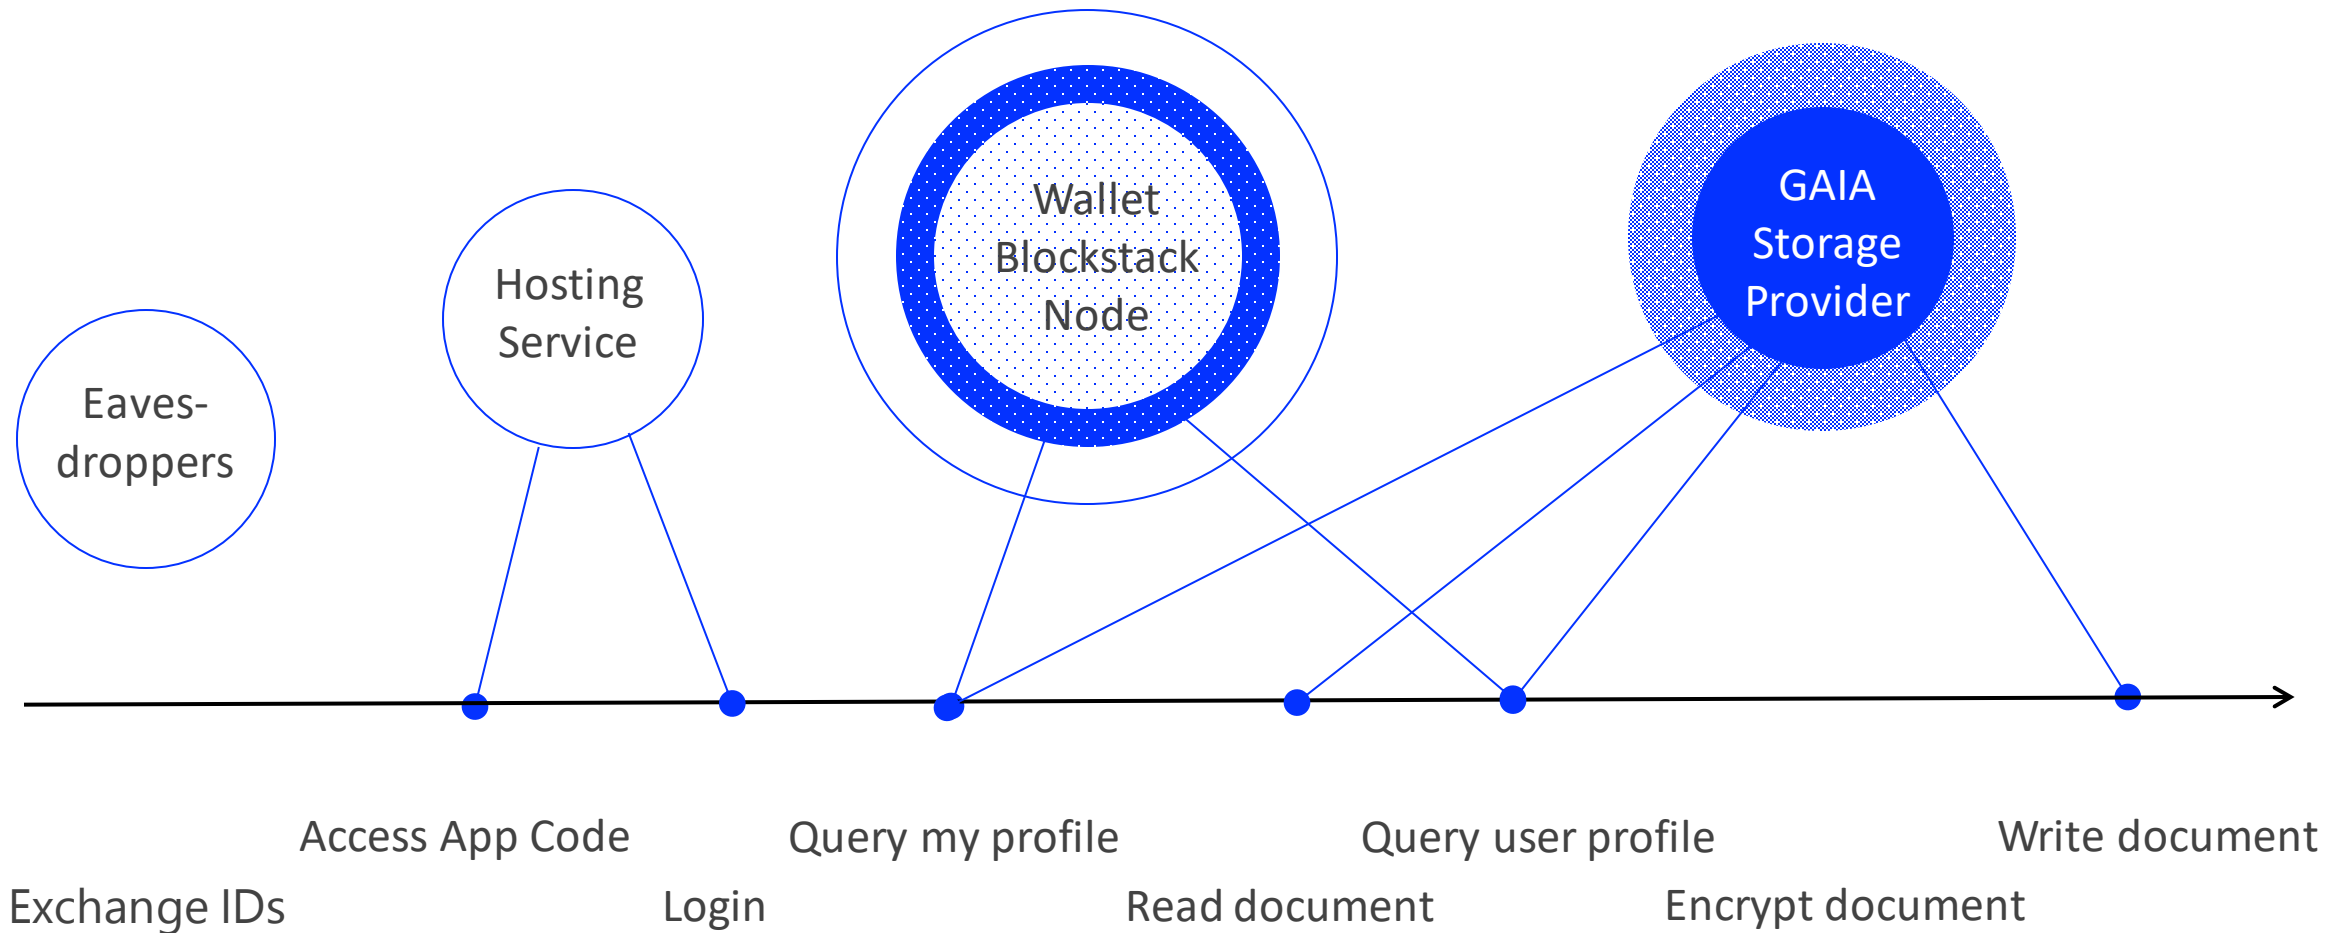 Eaves-
droppers
Hosting
Service
Wallet
Blockstack
Node
GAIA
Storage
Provider
Access App Code
Query my profile
Query user profile
Write document
Exchange IDs
Login
Read document
Encrypt document